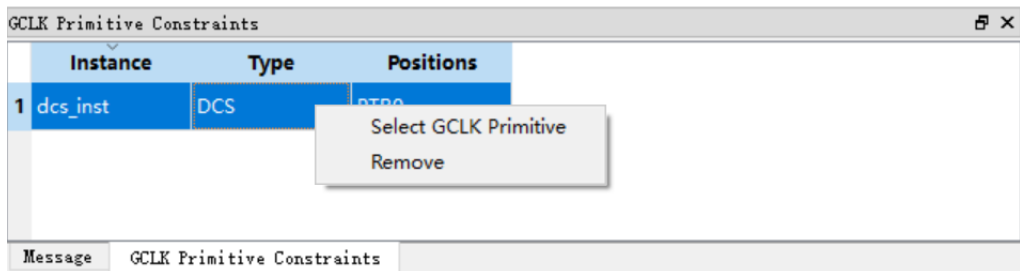 GCLK Primitive Constraints
Instance Type Positions
1 dcs_inst DCS
Select GCLK Primitive
Remove
Message GCLK Primitive Constraints